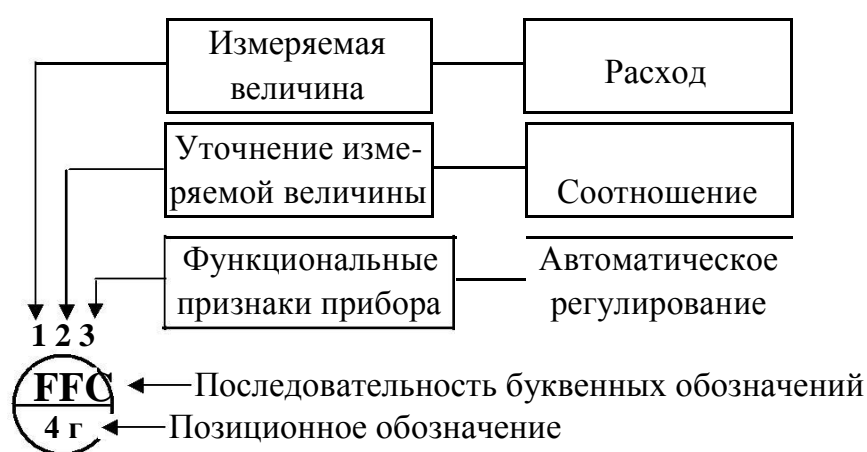 Измеряемая
величина
Расход
Уточнение изме-
ряемой величины
Соотношение
Функциональные
признаки прибора
Автоматическое
регулирование
1 2 3
FFC
Последовательность буквенных обозначений
4 г
Позиционное обозначение